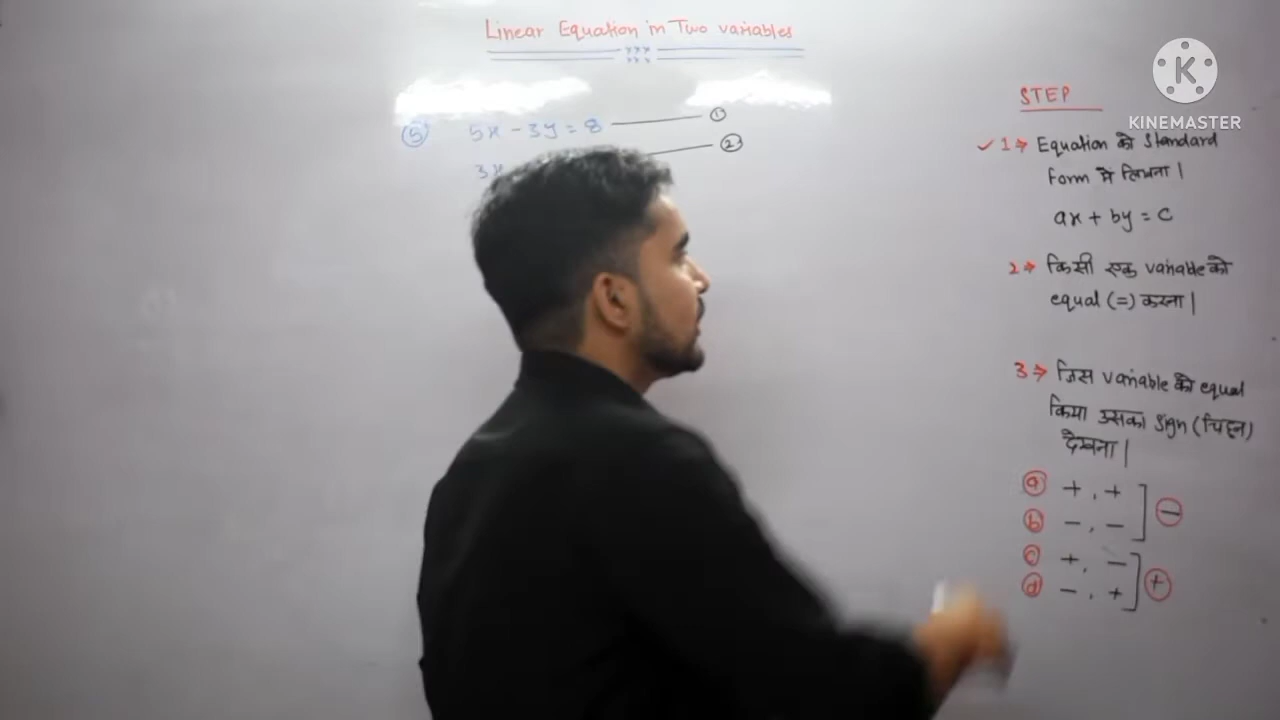 Linear Equation in Two variables
K
KINEMASTER
STEP
(5) 5x - 3y = 8 ——— (1)
3x ——— (2)
✓ 1 → Equation को Standard
form में लिखना |
ax + by = c
2 → किसी एक variable को
equal (=) करना |
3 → जिस variable को equal
किया उसका sign (चिह्न)
देखना |
(a) + , +
(b) - , - ] (-)
(c) + , -
(d) - , + ] (+)